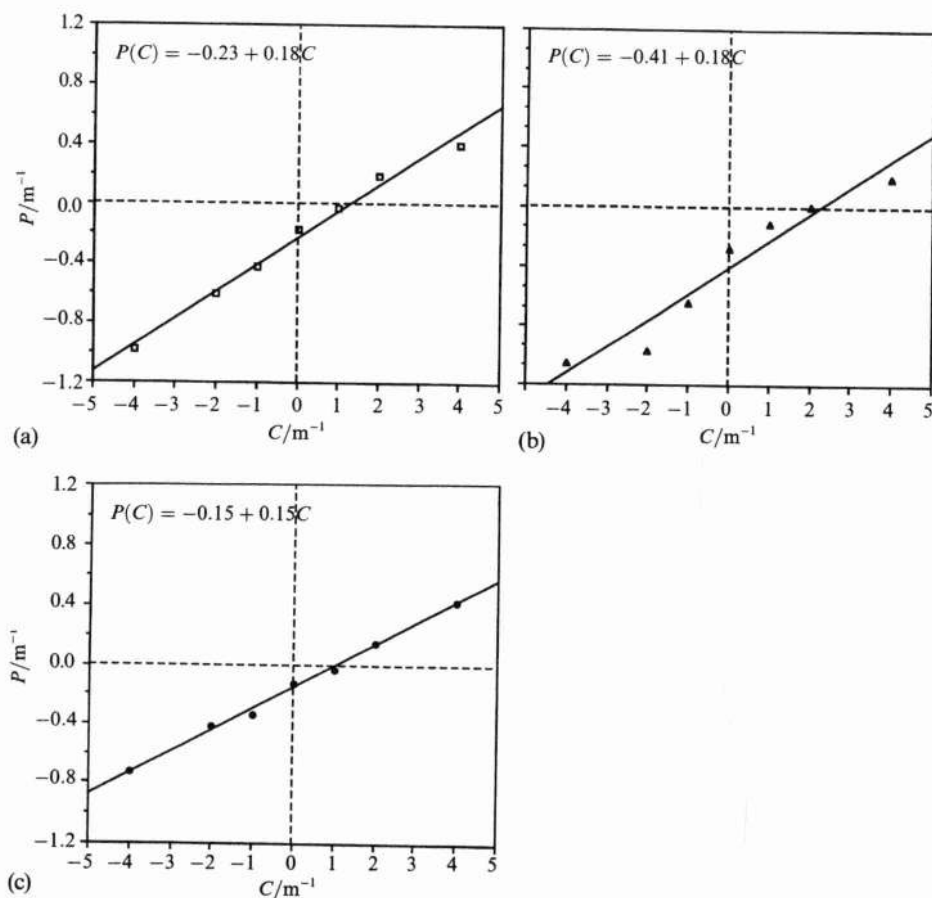 1.2
P(C) = −0.23 + 0.18C
P(C) = −0.41 + 0.18C
0.4
P/m⁻¹
0.0
−0.4
−0.8
−1.2
−5 −4 −3 −2 −1 0 1 2 3 4 5
−4 −3 −2 −1 0 1 2 3 4 5
(a)
C/m⁻¹
(b)
C/m⁻¹
1.2
P(C) = −0.15 + 0.15C
0.8
0.4
P/m⁻¹
0.0
−0.4
−0.8
−1.2
−5 −4 −3 −2 −1 0 1 2 3 4 5
(c)
C/m⁻¹